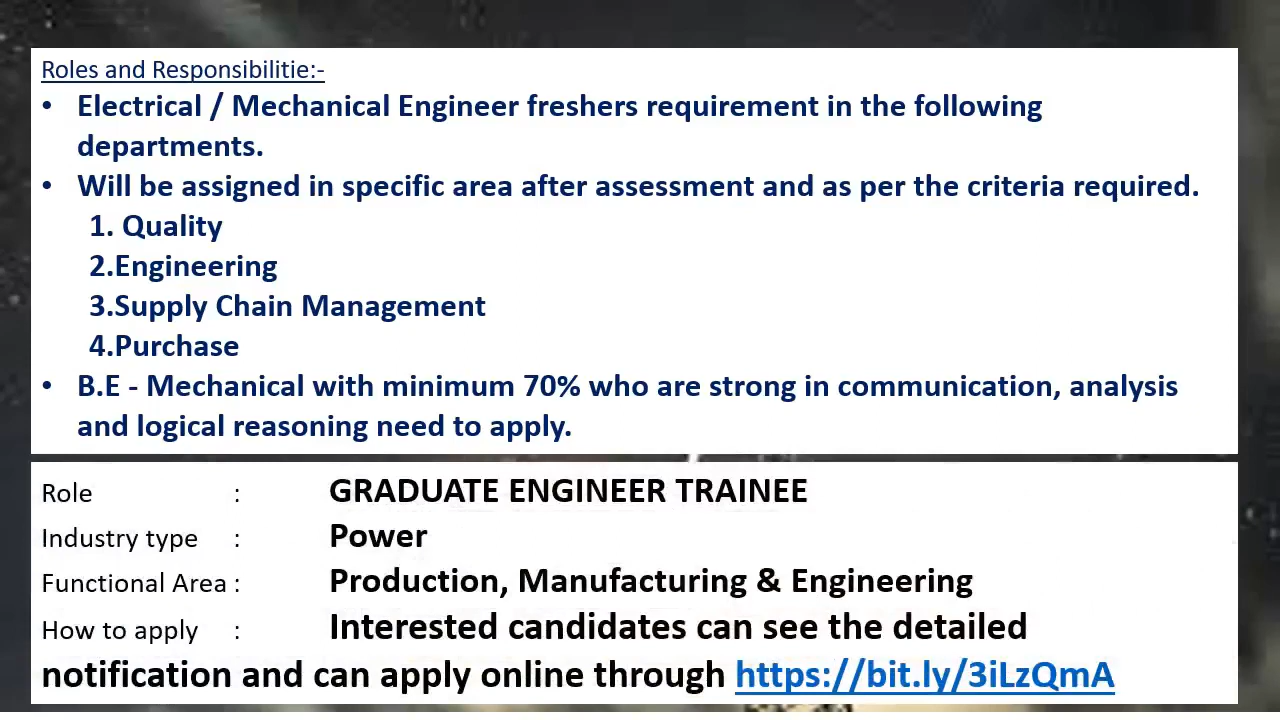 Roles and Responsibilitie:-
• Electrical / Mechanical Engineer freshers requirement in the following
departments.
• Will be assigned in specific area after assessment and as per the criteria required.
1. Quality
2.Engineering
3.Supply Chain Management
4.Purchase
• B.E - Mechanical with minimum 70% who are strong in communication, analysis
and logical reasoning need to apply.
Role : GRADUATE ENGINEER TRAINEE
Industry type : Power
Functional Area : Production, Manufacturing & Engineering
How to apply : Interested candidates can see the detailed
notification and can apply online through https://bit.ly/3iLzQmA